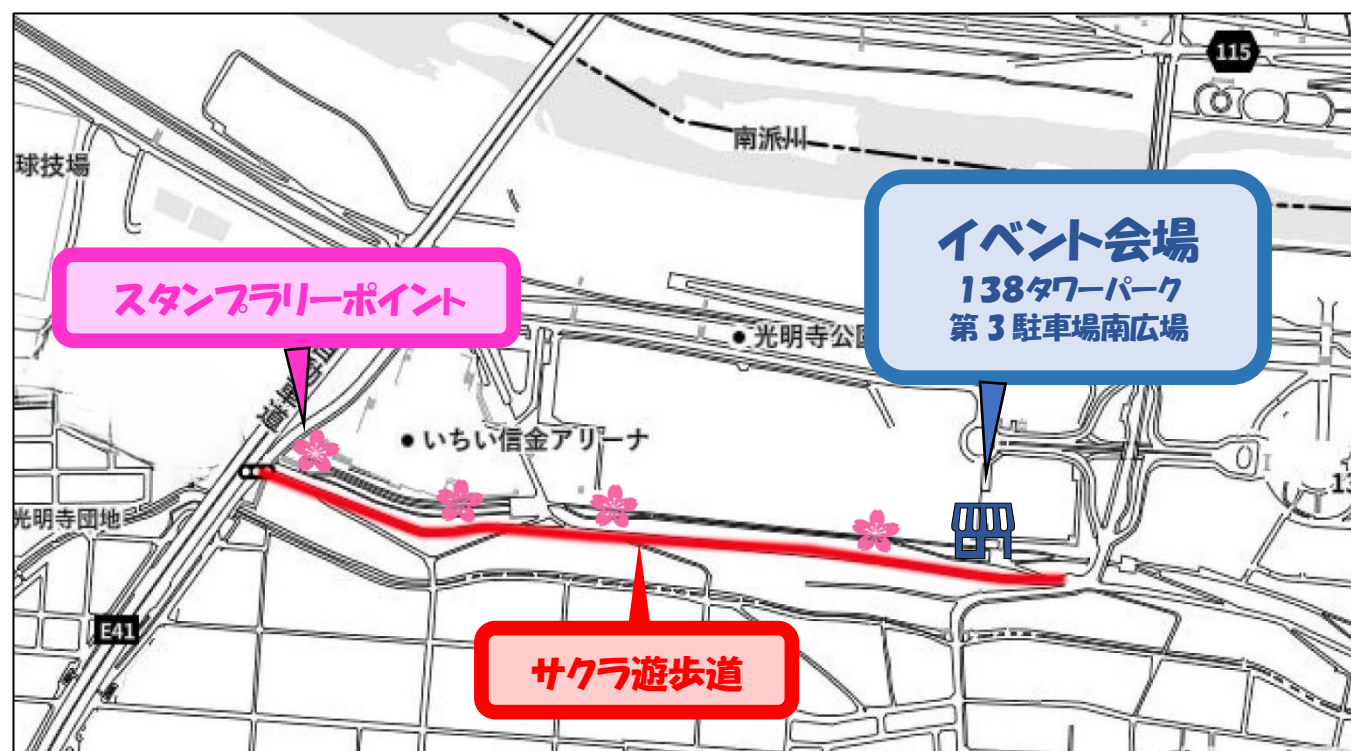 115
南派川
球技場
イベント会場
138タワーパーク
第3駐車場南広場
スタンプラリーポイント
光明寺公
車
道
いちい信金アリーナ
13
光明寺団地
E41
サクラ遊歩道